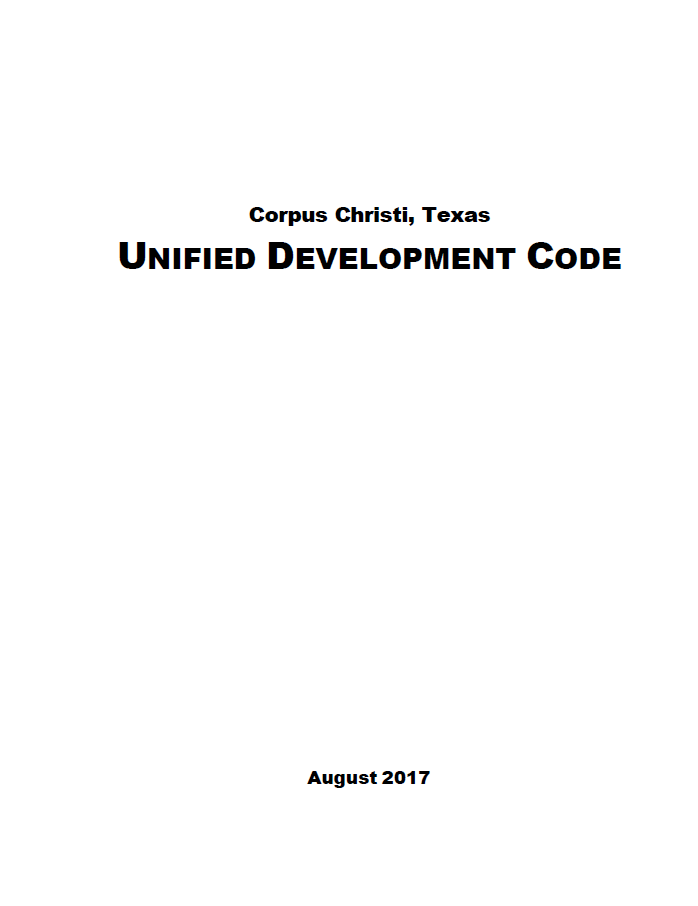 Corpus Christi, Texas
UNIFIED DEVELOPMENT CODE
August 2017